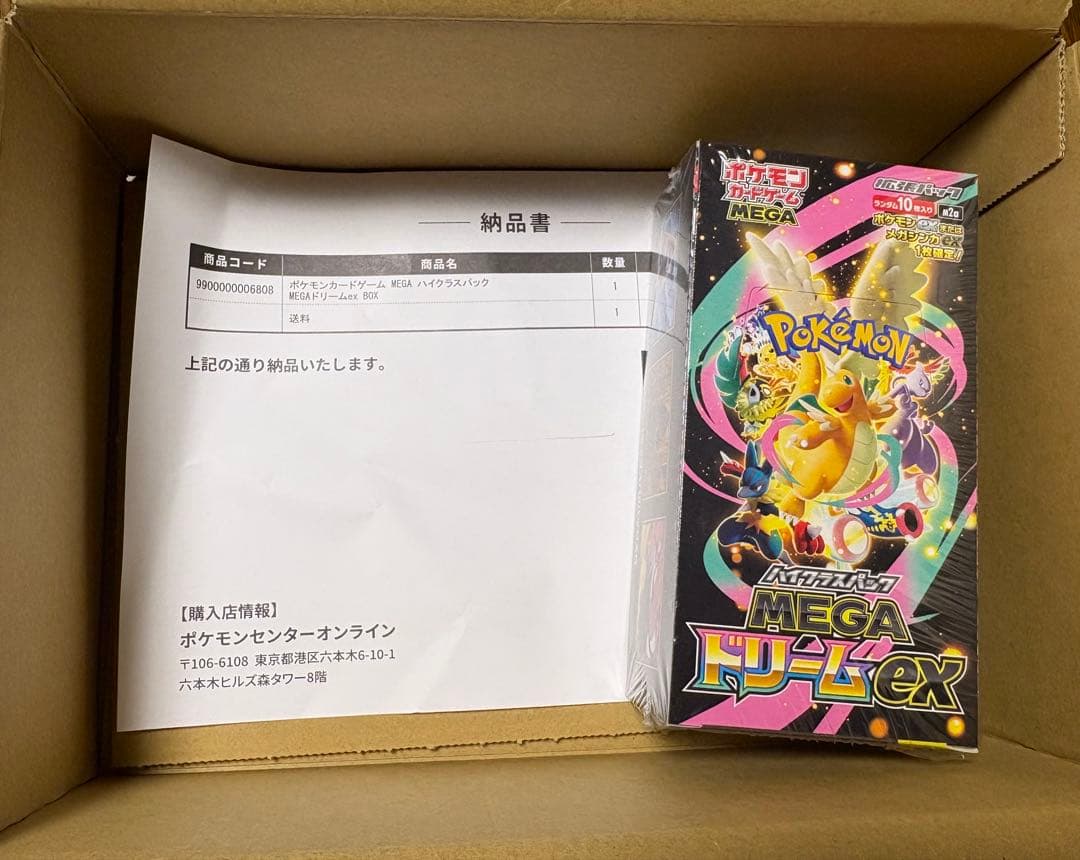 納品書
商品コード 商品名 数量
9900000006808 ポケモンカードゲーム MEGA ハイクラスパック 1
MEGAドリームex BOX
送料 1
上記の通り納品いたします。
【購入店情報】
ポケモンセンターオンライン
〒106-6108 東京都港区六本木6-10-1
六本木ヒルズ森タワー8階
ポケモン
カードゲーム
MEGA
拡張パック
ランダム10枚入り
m2a
ポケモンexまたは
メガシンカex
1枚確定!
POKéMON
ハイクラスパック
MEGA
ドリームex